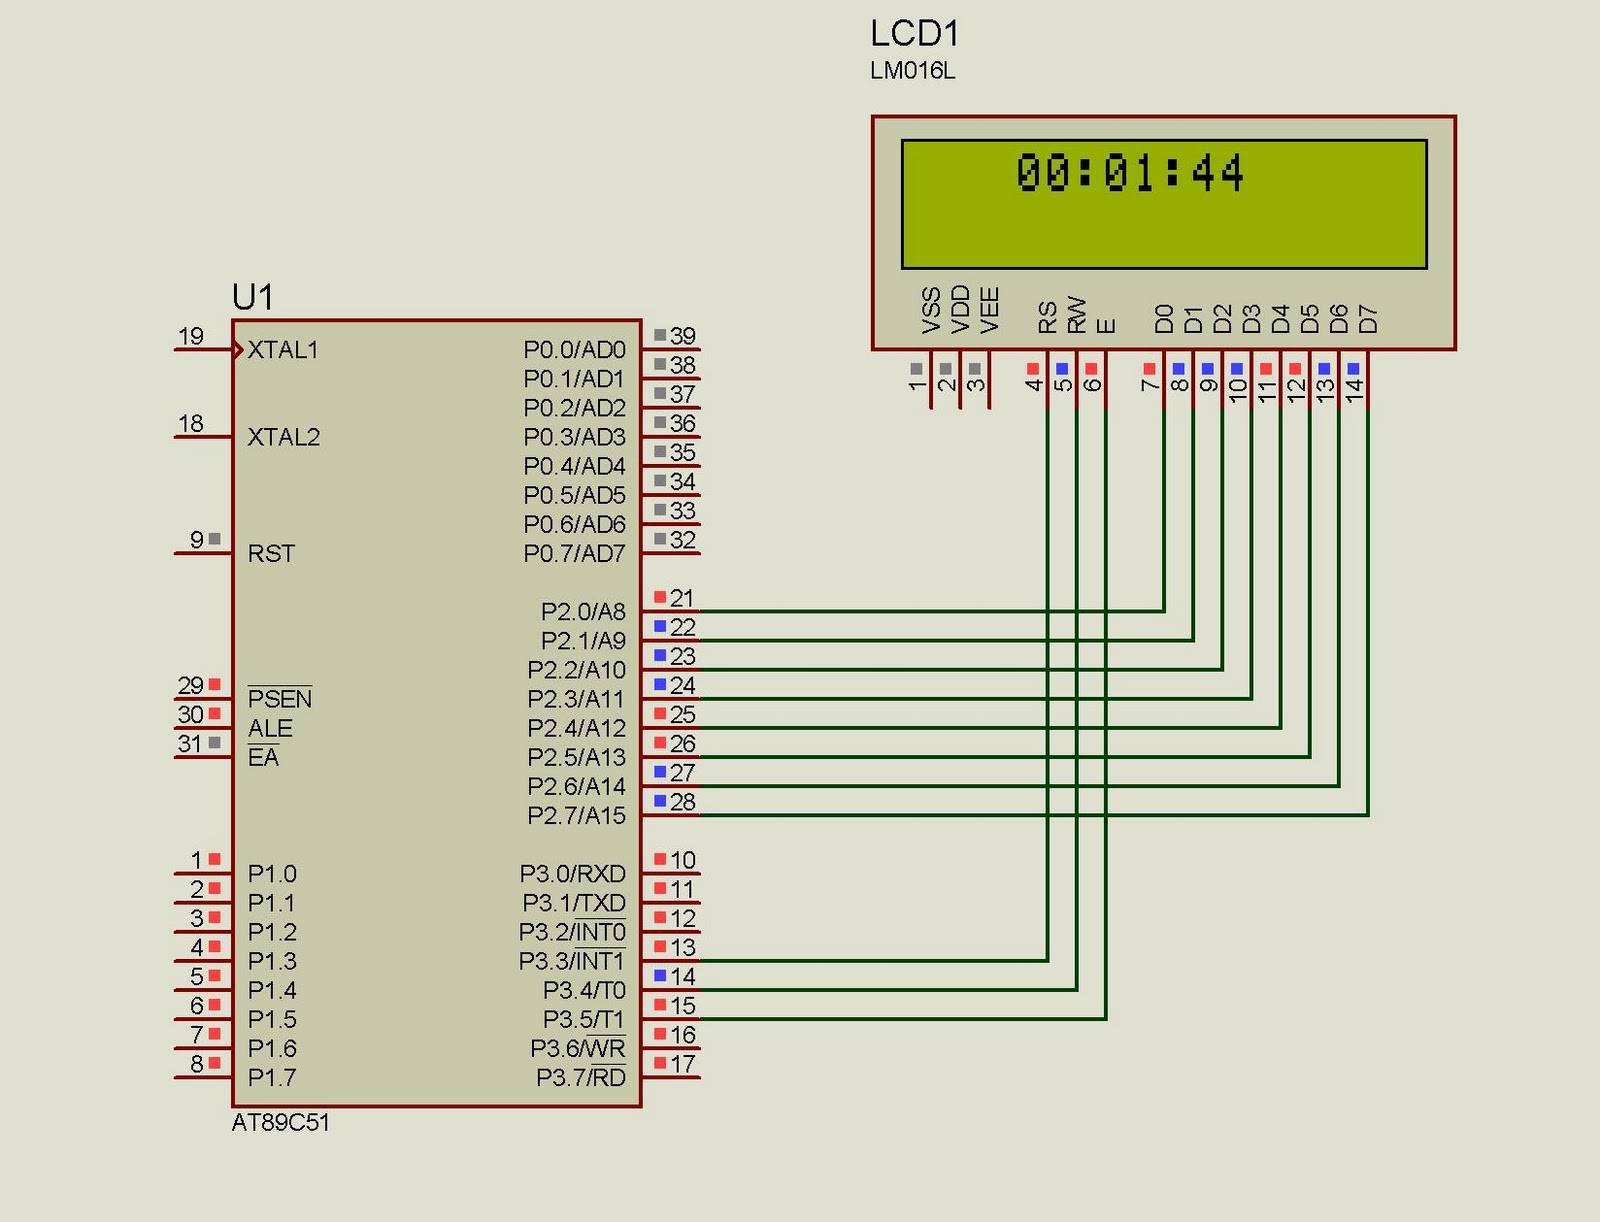 LCD1
LM016L
00:01:44
VSS VDD VEE RS RW E D0 D1 D2 D3 D4 D5 D6 D7
1 2 3 4 5 6 7 8 9 10 11 12 13 14
U1
19 XTAL1 P0.0/AD0 39
P0.1/AD1 38
P0.2/AD2 37
18 XTAL2 P0.3/AD3 36
P0.4/AD4 35
P0.5/AD5 34
P0.6/AD6 33
9 RST P0.7/AD7 32
P2.0/A8 21
P2.1/A9 22
P2.2/A10 23
29 PSEN P2.3/A11 24
30 ALE P2.4/A12 25
31 EA P2.5/A13 26
P2.6/A14 27
P2.7/A15 28
1 P1.0 P3.0/RXD 10
2 P1.1 P3.1/TXD 11
3 P1.2 P3.2/INT0 12
4 P1.3 P3.3/INT1 13
5 P1.4 P3.4/T0 14
6 P1.5 P3.5/T1 15
7 P1.6 P3.6/WR 16
8 P1.7 P3.7/RD 17
AT89C51